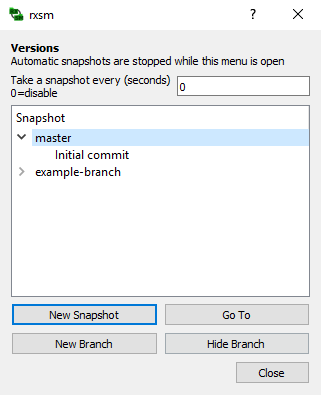 rxsm
Versions
Automatic snapshots are stopped while this menu is open
Take a snapshot every (seconds)
0=disable
0
Snapshot
master
Initial commit
example-branch
New Snapshot
Go To
New Branch
Hide Branch
Close